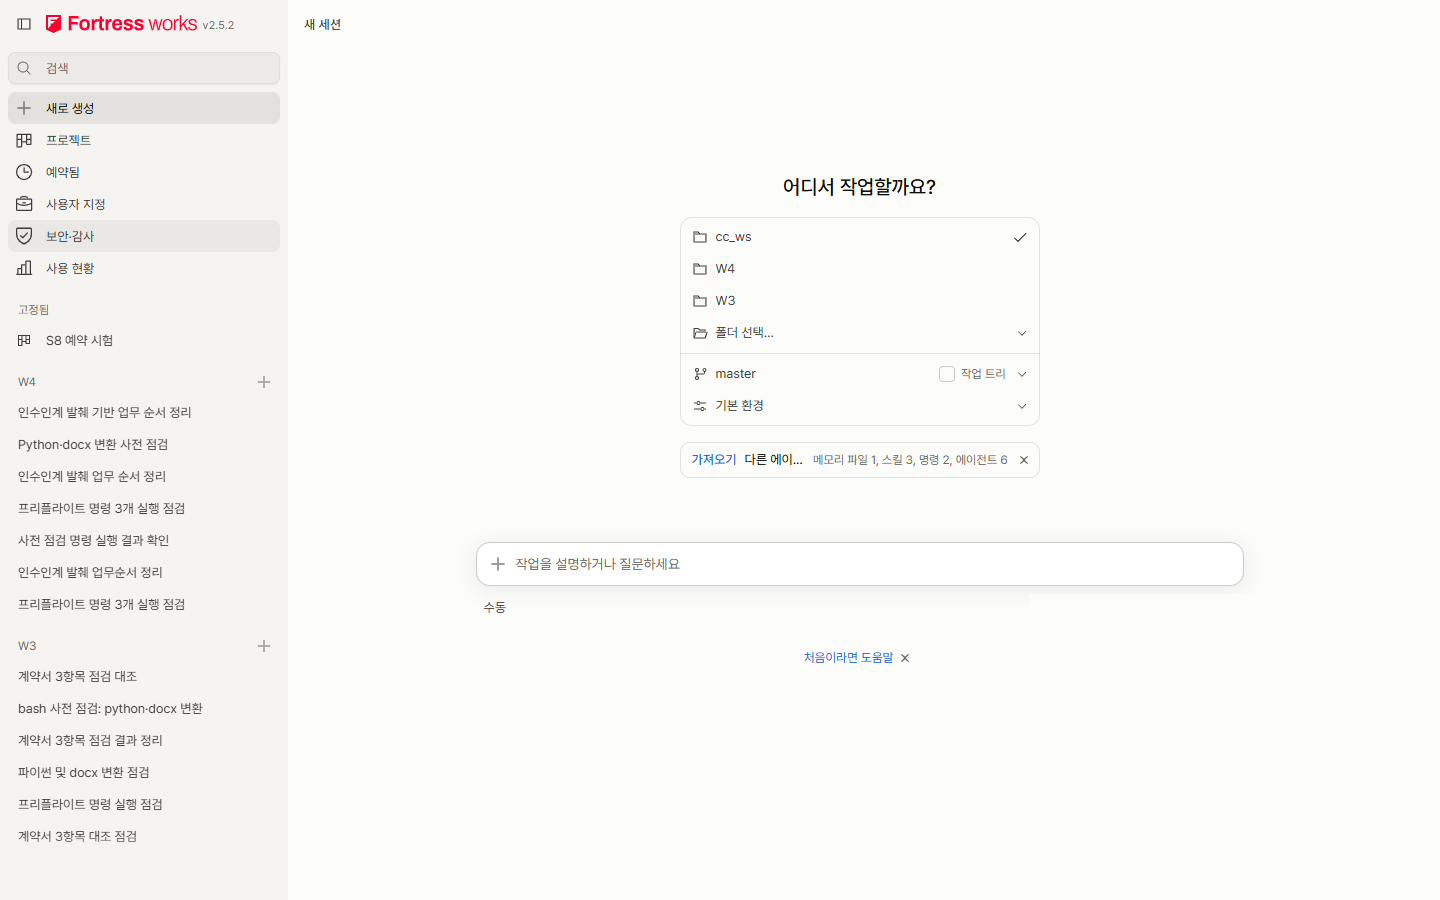 Fortress works v2.5.2
검색
새로 생성
프로젝트
예약됨
사용자 지정
보안·감사
사용 현황
고정됨
S8 예약 시험
W4
인수인계 발췌 기반 업무 순서 정리
Python·docx 변환 사전 점검
인수인계 발췌 업무 순서 정리
프리플라이트 명령 3개 실행 점검
사전 점검 명령 실행 결과 확인
인수인계 발췌 업무순서 정리
프리플라이트 명령 3개 실행 점검
W3
계약서 3항목 점검 대조
bash 사전 점검: python·docx 변환
계약서 3항목 점검 결과 정리
파이썬 및 docx 변환 점검
프리플라이트 명령 실행 점검
계약서 3항목 대조 점검
새 세션
어디서 작업할까요?
cc_ws
W4
W3
폴더 선택...
master 작업 트리
기본 환경
가져오기 다른 에이... 메모리 파일 1, 스킬 3, 명령 2, 에이전트 6
작업을 설명하거나 질문하세요
수동
처음이라면 도움말